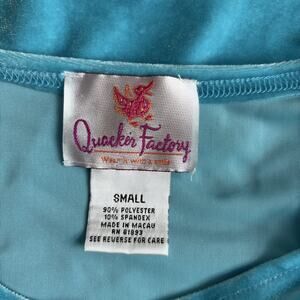 Quacker Factory
Wear it with a smile
SMALL
90% POLYESTER
10% SPANDEX
MADE IN MACAU
RN 61893
SEE REVERSE FOR CARE